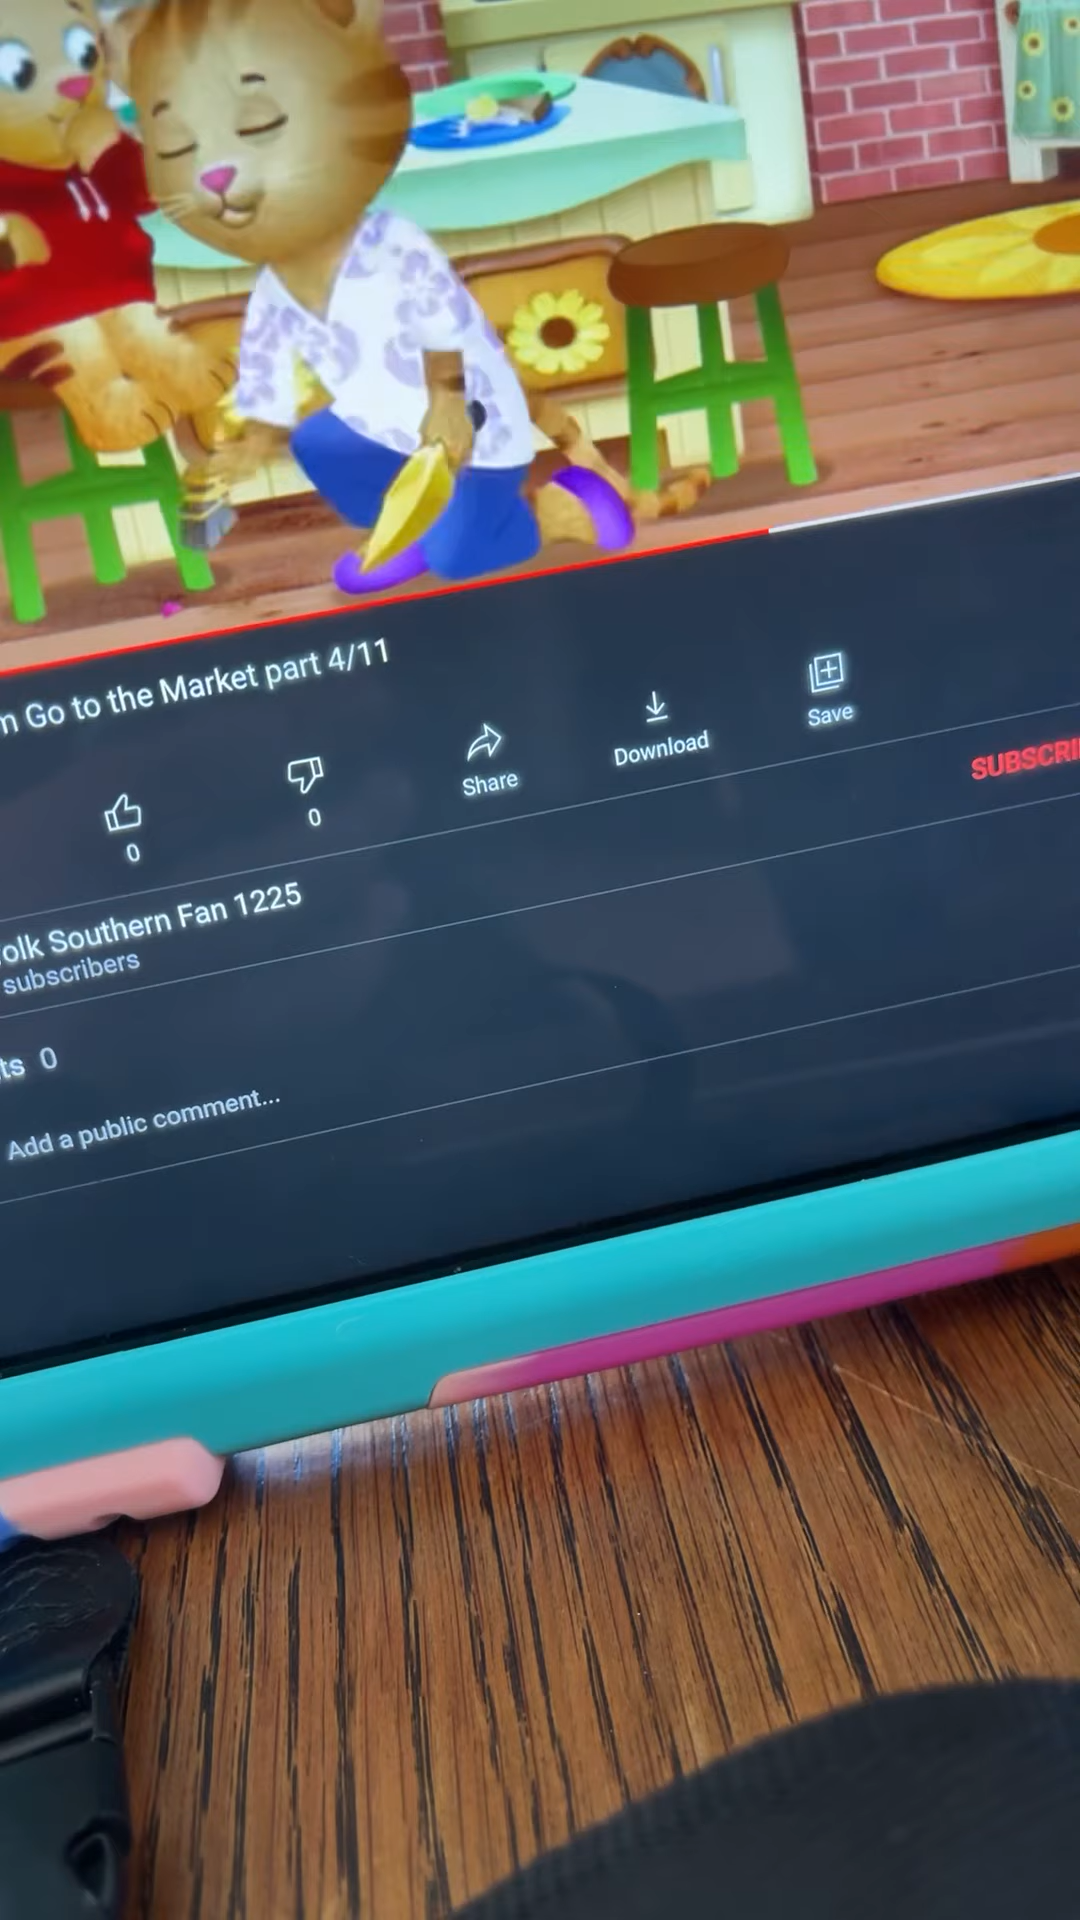 Go to the Market part 4/11
0
0
Share
Download
Save
Southern Fan 1225
subscribers
0
Add a public comment...